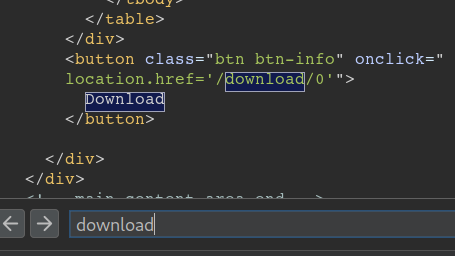 </tbody>
</table>
</div>
<button class="btn btn-info" onclick="
location.href='/download/0'">
Download
</button>
</div>
</div>
main content area end
download